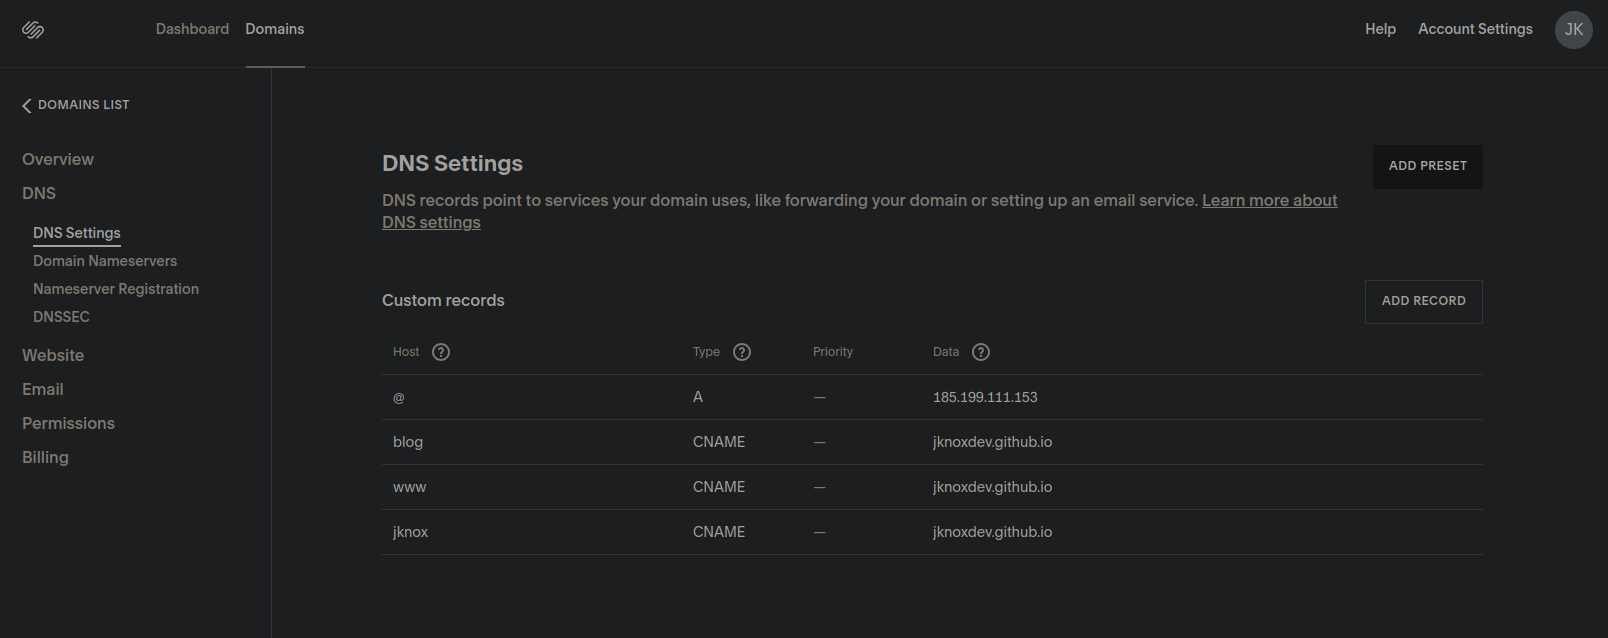 Dashboard Domains Help Account Settings JK
DOMAINS LIST
Overview
DNS
DNS Settings
Domain Nameservers
Nameserver Registration
DNSSEC
Website
Email
Permissions
Billing
DNS Settings
ADD PRESET
DNS records point to services your domain uses, like forwarding your domain or setting up an email service. Learn more about
DNS settings
Custom records
ADD RECORD
Host ? Type ? Priority Data ?
@ A — 185.199.111.153
blog CNAME — jknoxdev.github.io
www CNAME — jknoxdev.github.io
jknox CNAME — jknoxdev.github.io